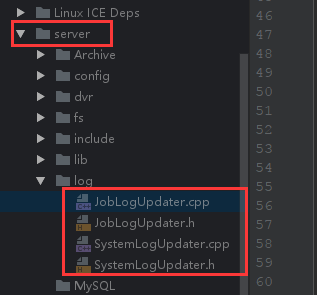 Linux ICE Deps
server
Archive
config
dvr
fs
include
lib
log
JobLogUpdater.cpp
JobLogUpdater.h
SystemLogUpdater.cpp
SystemLogUpdater.h
MySQL
46
47
48
49
50
51
52
53
54
55
56
57
58
59
60